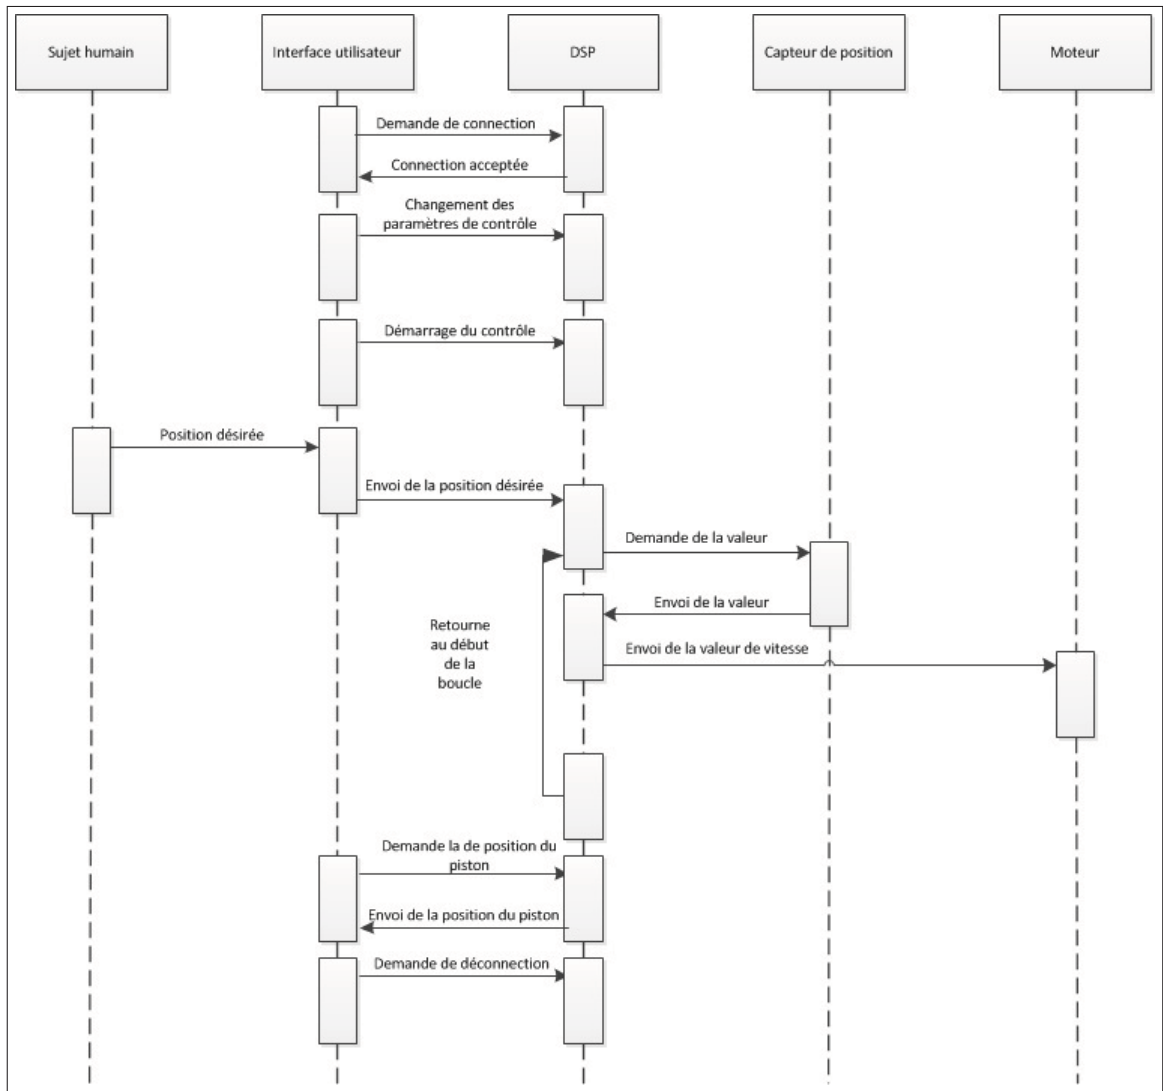 Sujet humain
Interface utilisateur
DSP
Capteur de position
Moteur
Demande de connection
Connection acceptée
Changement des
paramètres de contrôle
Démarrage du contrôle
Position désirée
Envoi de la position désirée
Demande de la valeur
Envoi de la valeur
Retourne
au début
de la
boucle
Envoi de la valeur de vitesse
Demande la de position du
piston
Envoi de la position du piston
Demande de déconnection